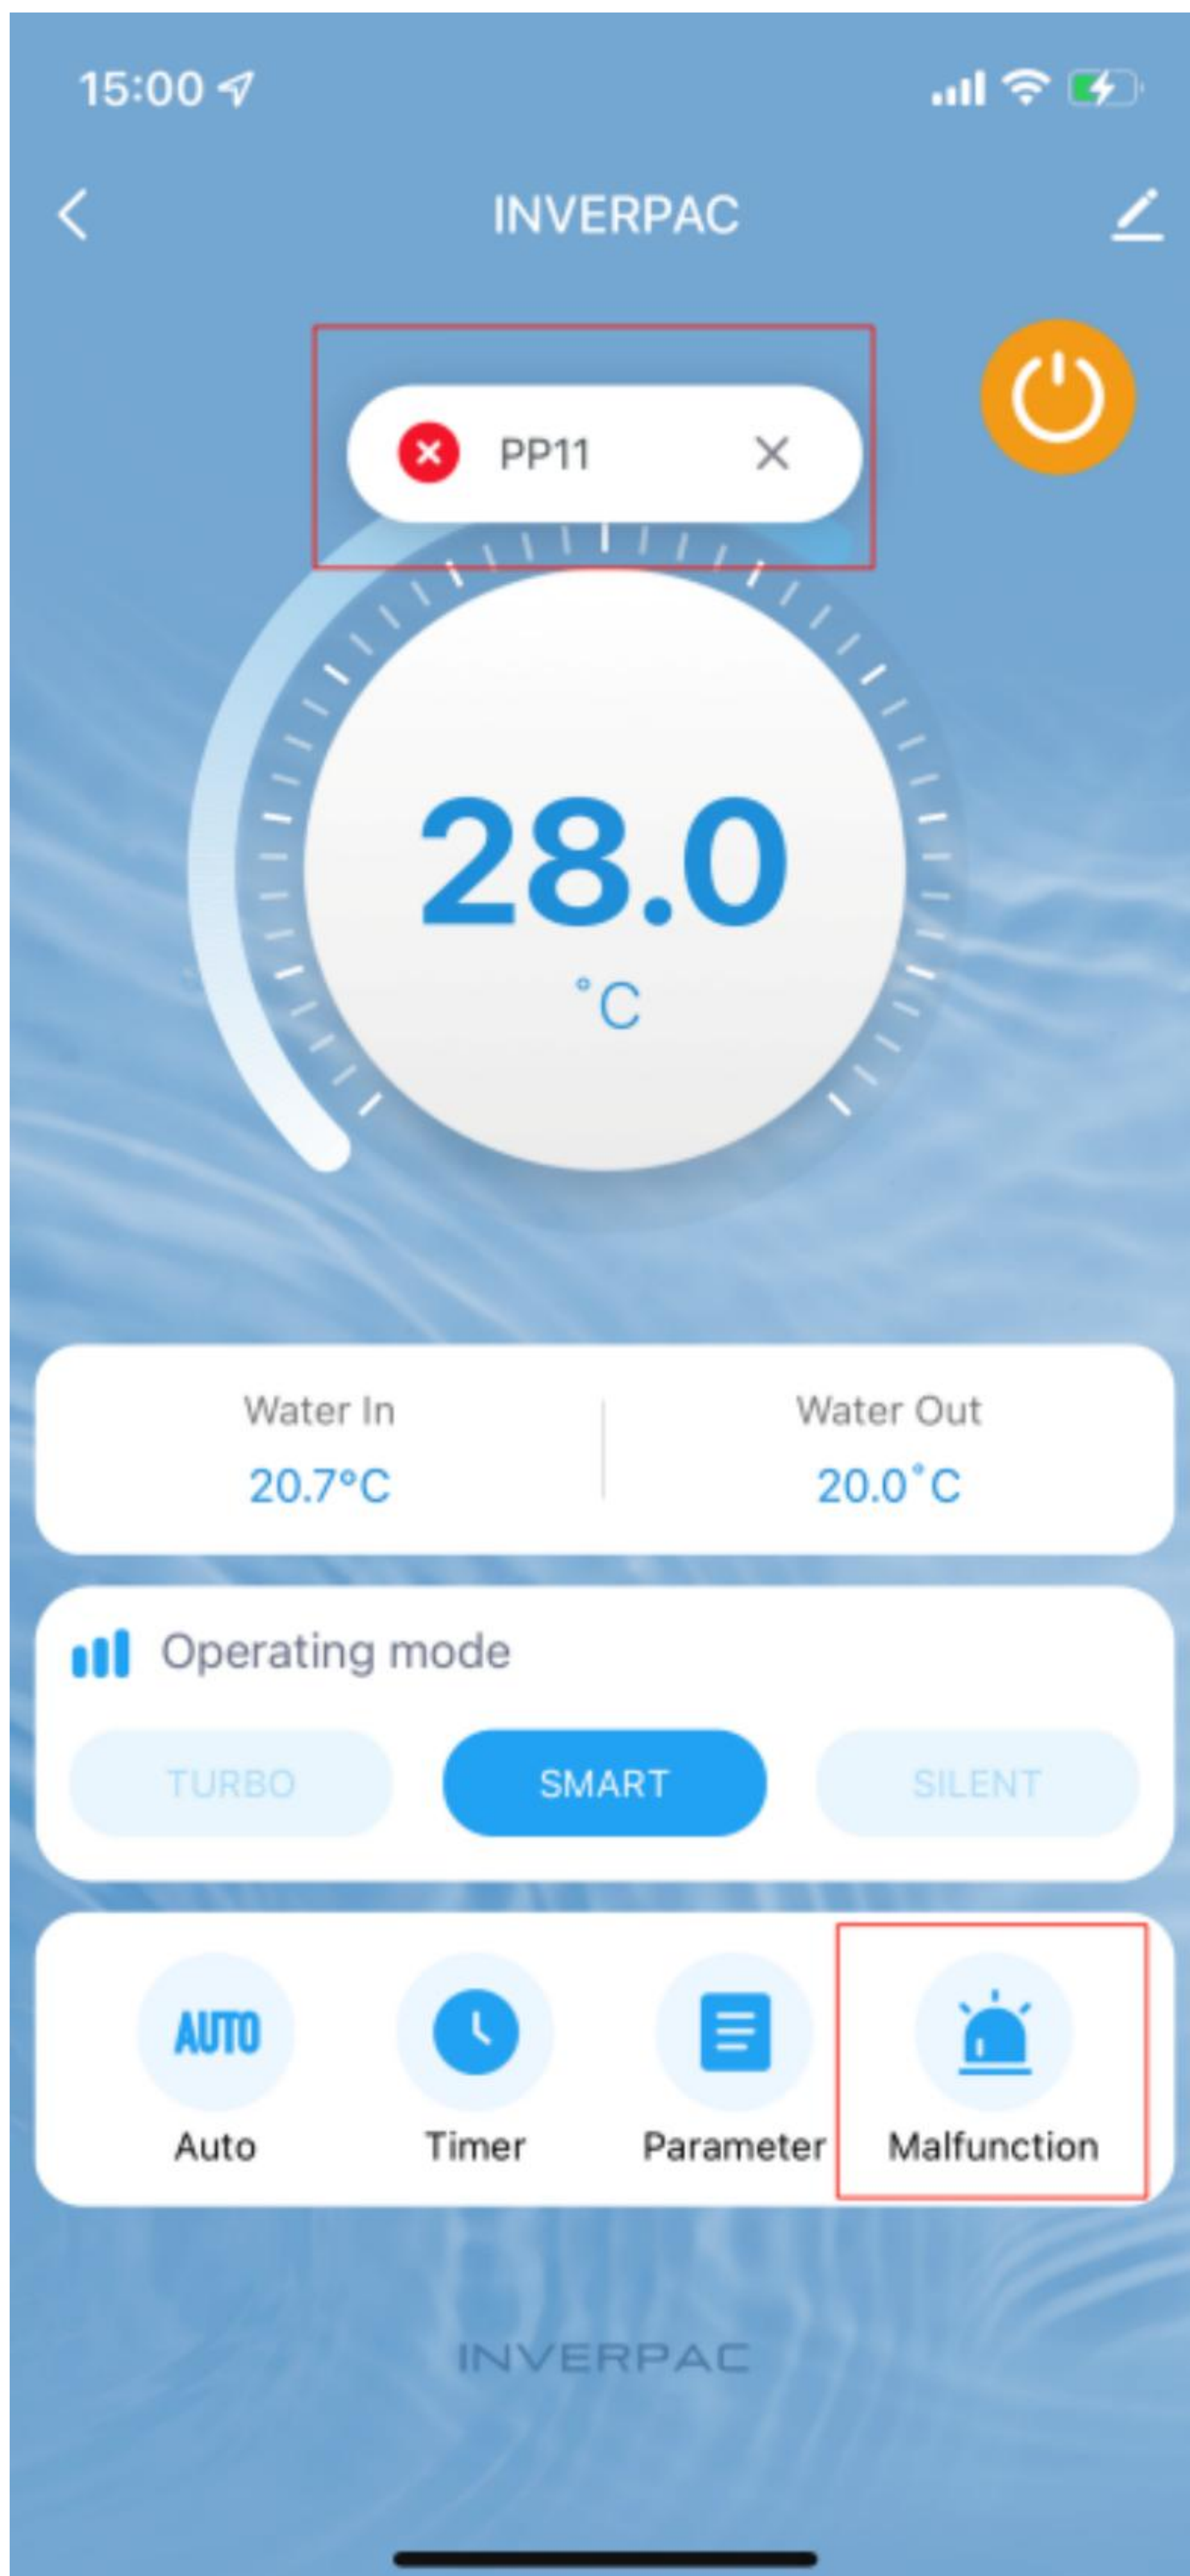 15:00
INVERPAC
PP11
28.0
°C
Water In
Water Out
20.7°C
20.0°C
Operating mode
TURBO
SMART
SILENT
AUTO
Auto
Timer
Parameter
Malfunction
INVERPAC